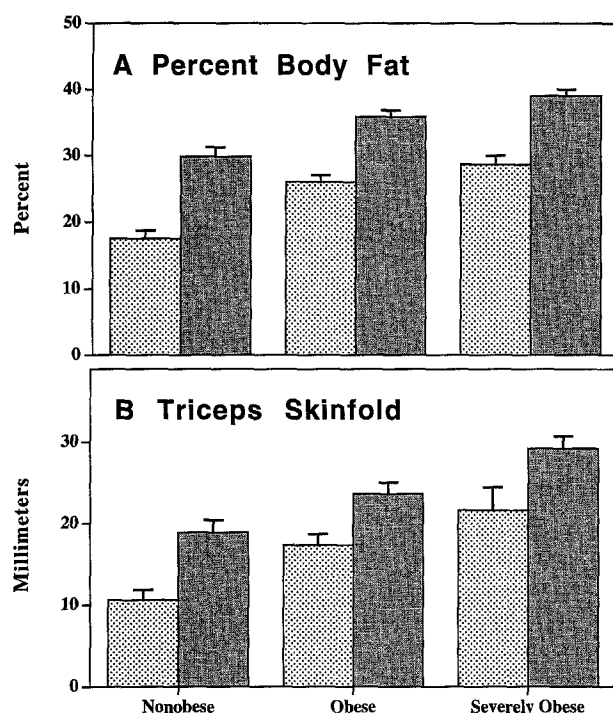 50
A Percent Body Fat
40
30
20
10
0
Percent
B Triceps Skinfold
30
20
10
0
Millimeters
Nonobese Obese Severely Obese